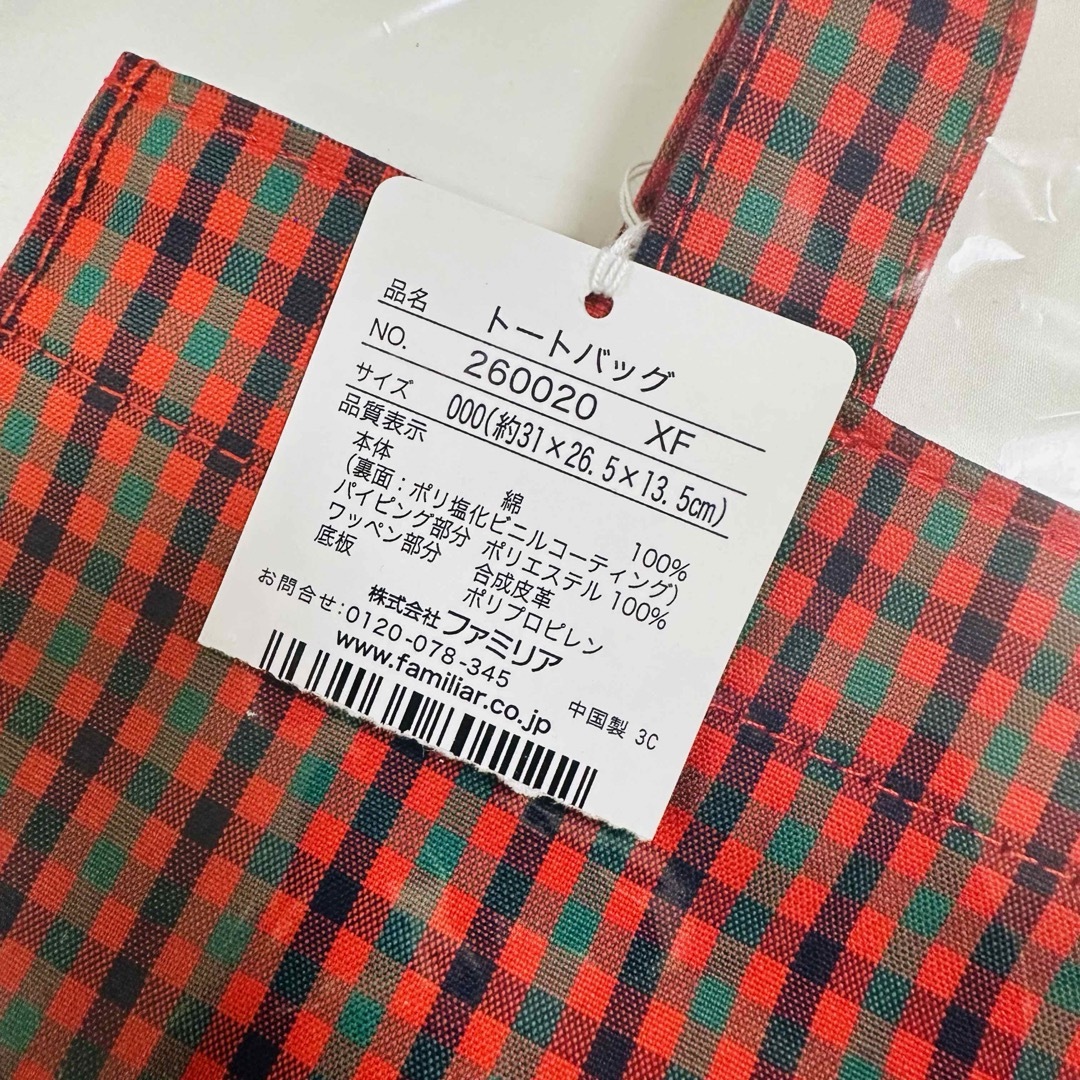 品名 トートバッグ
NO. 260020 XF
サイズ 000(約31×26.5×13.5cm)
品質表示
本体 綿 100%
(裏面:ポリ塩化ビニルコーティング)
パイピング部分 ポリエステル 100%
ワッペン部分 合成皮革
底板 ポリプロピレン
株式会社ファミリア
お問合せ:0120-078-345
www.familiar.co.jp
中国製 3C